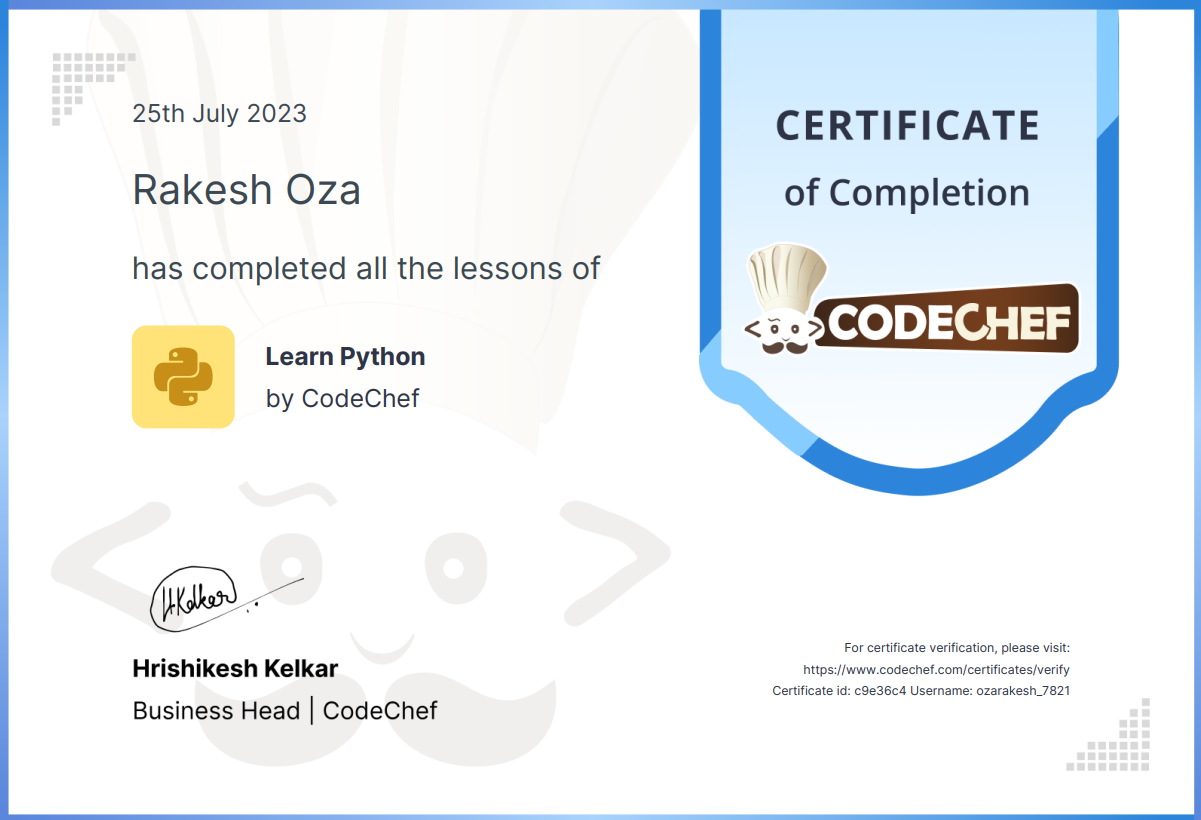 25th July 2023
Rakesh Oza
has completed all the lessons of
Learn Python
by CodeChef
CERTIFICATE
of Completion
CODECHEF
H.Kelkar
Hrishikesh Kelkar
Business Head | CodeChef
For certificate verification, please visit:
https://www.codechef.com/certificates/verify
Certificate id: c9e36c4 Username: ozarakesh_7821